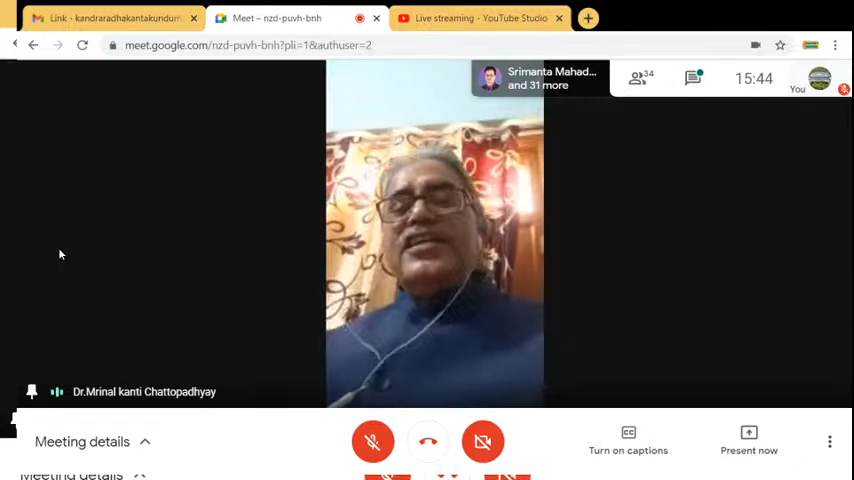 Link - kandraradhakantakundum
Meet – nzd-puvh-bnh
Live streaming - YouTube Studio
meet.google.com/nzd-puvh-bnh?pli=1&authuser=2
Srimanta Mahad...
and 31 more
34
15:44
You
Dr.Mrinal kanti Chattopadhyay
Meeting details
Turn on captions
Present now
Meeting details